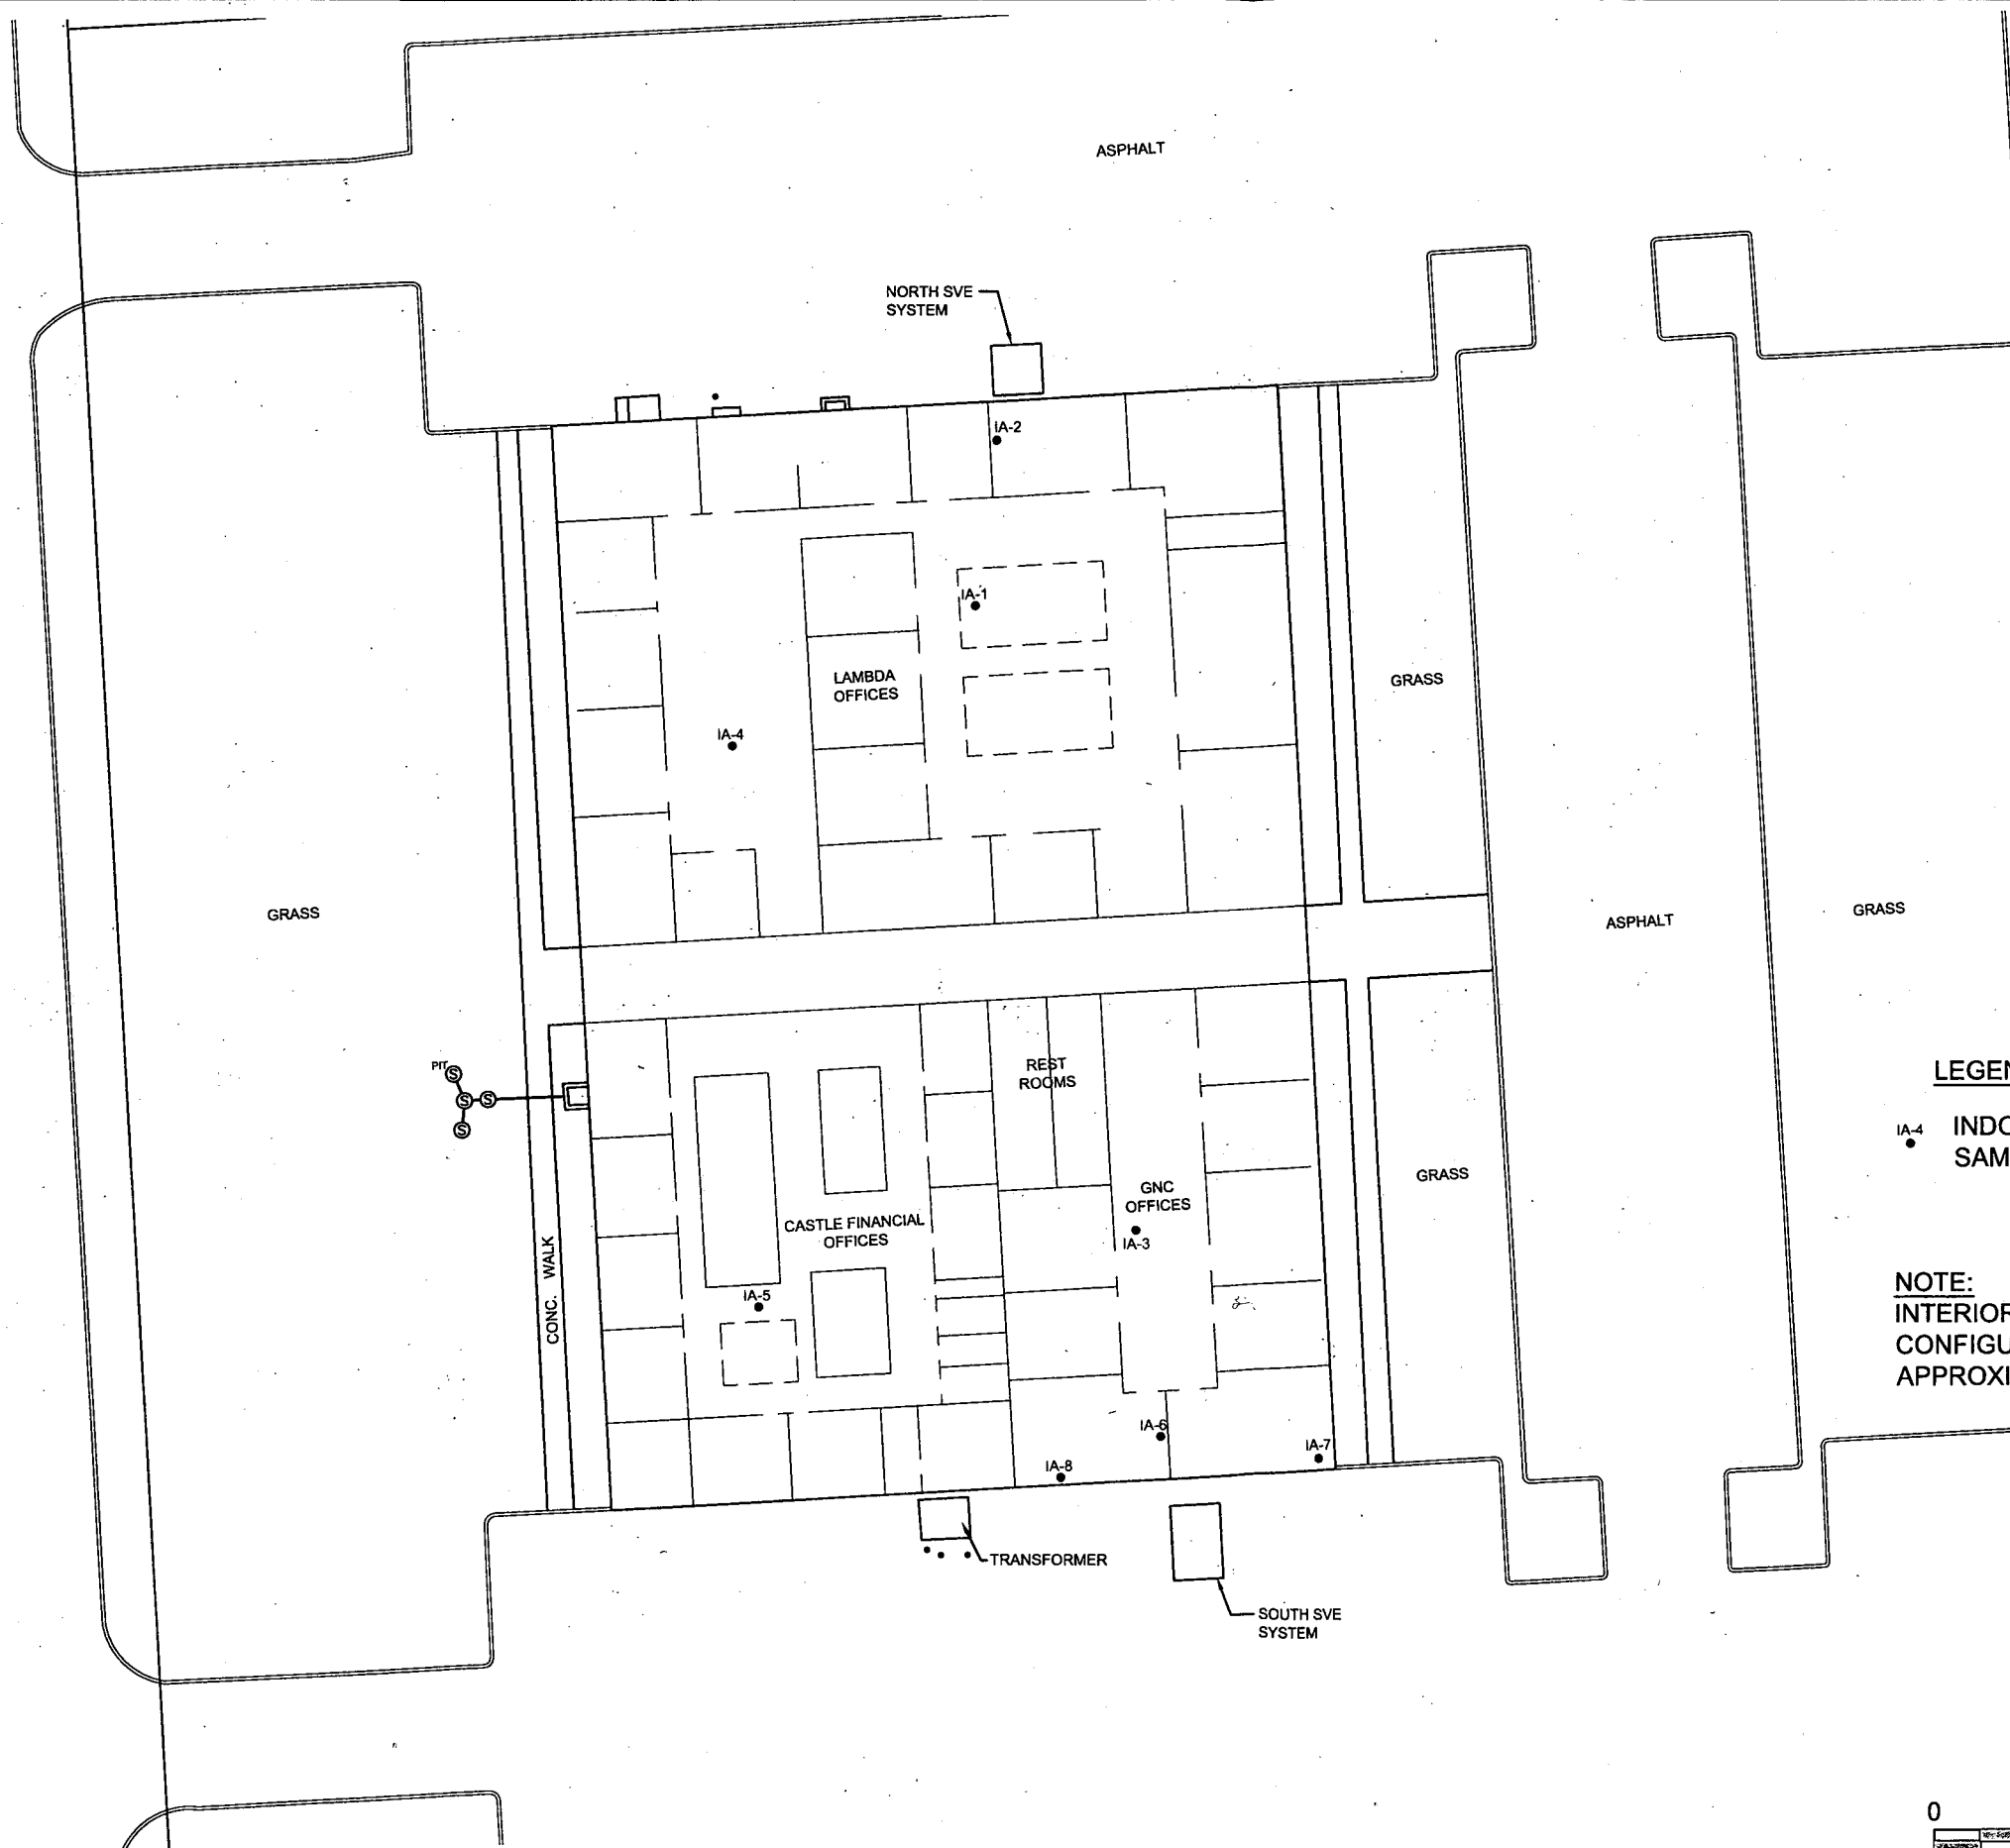 ASPHALT
NORTH SVE
SYSTEM
IA-2
IA-1
LAMBDA
OFFICES
GRASS
IA-4
GRASS
ASPHALT
GRASS
PIT
S
S
S
S
REST
ROOMS
GNC
OFFICES
IA-3
GRASS
CASTLE FINANCIAL
OFFICES
CONC. WALK
IA-5
IA-6
IA-7
IA-8
TRANSFORMER
SOUTH SVE
SYSTEM
LEGEN
IA-4
INDO
SAM
NOTE:
INTERIOR
CONFIGU
APPROXI
0